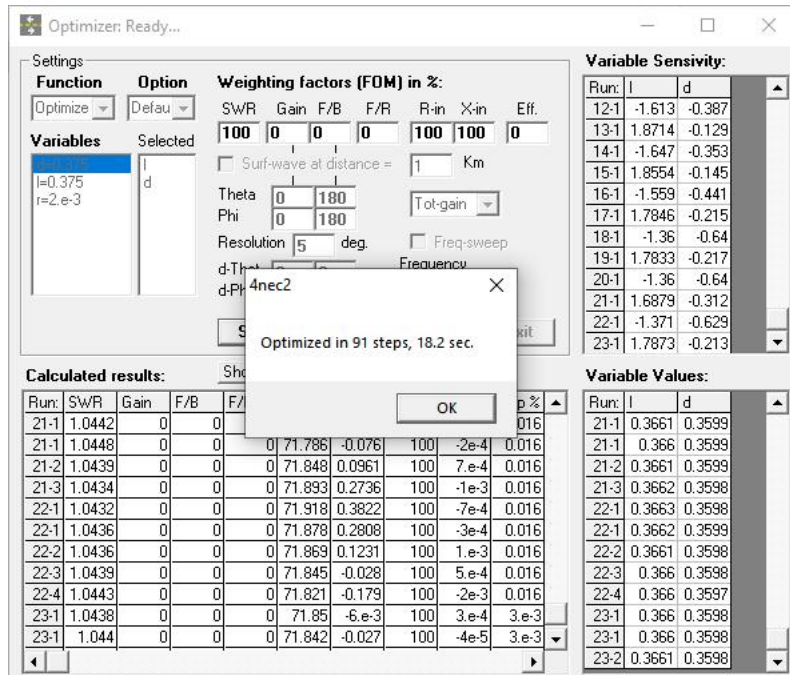 Optimizer: Ready...
Settings
Function Option Weighting factors (FOM) in %:
Optimize Defau SWR Gain F/B F/R R-in X-in Eff.
100 0 0 0 100 100 0
Variables Selected
d=0.375 l
l=0.375 d
r=2.e-3
Surf-wave at distance = 1 Km
Theta 0 180
Phi 0 180
Tot-gain
Resolution 5 deg.
Freq-sweep
Frequency
4nec2
Optimized in 91 steps, 18.2 sec.
OK
Variable Sensitivity:
Run: l d
12-1 -1.613 -0.387
13-1 1.8714 -0.129
14-1 -1.647 -0.353
15-1 1.8554 -0.145
16-1 -1.559 -0.441
17-1 1.7846 -0.215
18-1 -1.36 -0.64
19-1 1.7833 -0.217
20-1 -1.36 -0.64
21-1 1.6879 -0.312
22-1 -1.371 -0.629
23-1 1.7873 -0.213
Calculated results:
Run: SWR Gain F/B
21-1 1.0442 0 0 016
21-1 1.0448 0 0 0 71.786 -0.076 100 -2e-4 0.016
21-2 1.0439 0 0 0 71.848 0.0961 100 7.e-4 0.016
21-3 1.0434 0 0 0 71.893 0.2736 100 -1e-3 0.016
22-1 1.0432 0 0 0 71.918 0.3822 100 -7e-4 0.016
22-1 1.0436 0 0 0 71.878 0.2808 100 -3e-4 0.016
22-2 1.0436 0 0 0 71.869 0.1231 100 1.e-3 0.016
22-3 1.0439 0 0 0 71.845 -0.028 100 5.e-4 0.016
22-4 1.0443 0 0 0 71.821 -0.179 100 -2e-3 0.016
23-1 1.0438 0 0 0 71.85 -6.e-3 100 3.e-4 3.e-3
23-1 1.044 0 0 0 71.842 -0.027 100 -4e-5 3.e-3
Variable Values:
Run: l d
21-1 0.3661 0.3599
21-1 0.366 0.3599
21-2 0.3661 0.3599
21-3 0.3662 0.3598
22-1 0.3663 0.3598
22-1 0.3662 0.3599
22-2 0.3661 0.3598
22-3 0.366 0.3598
22-4 0.366 0.3597
23-1 0.366 0.3598
23-1 0.366 0.3598
23-2 0.3661 0.3598